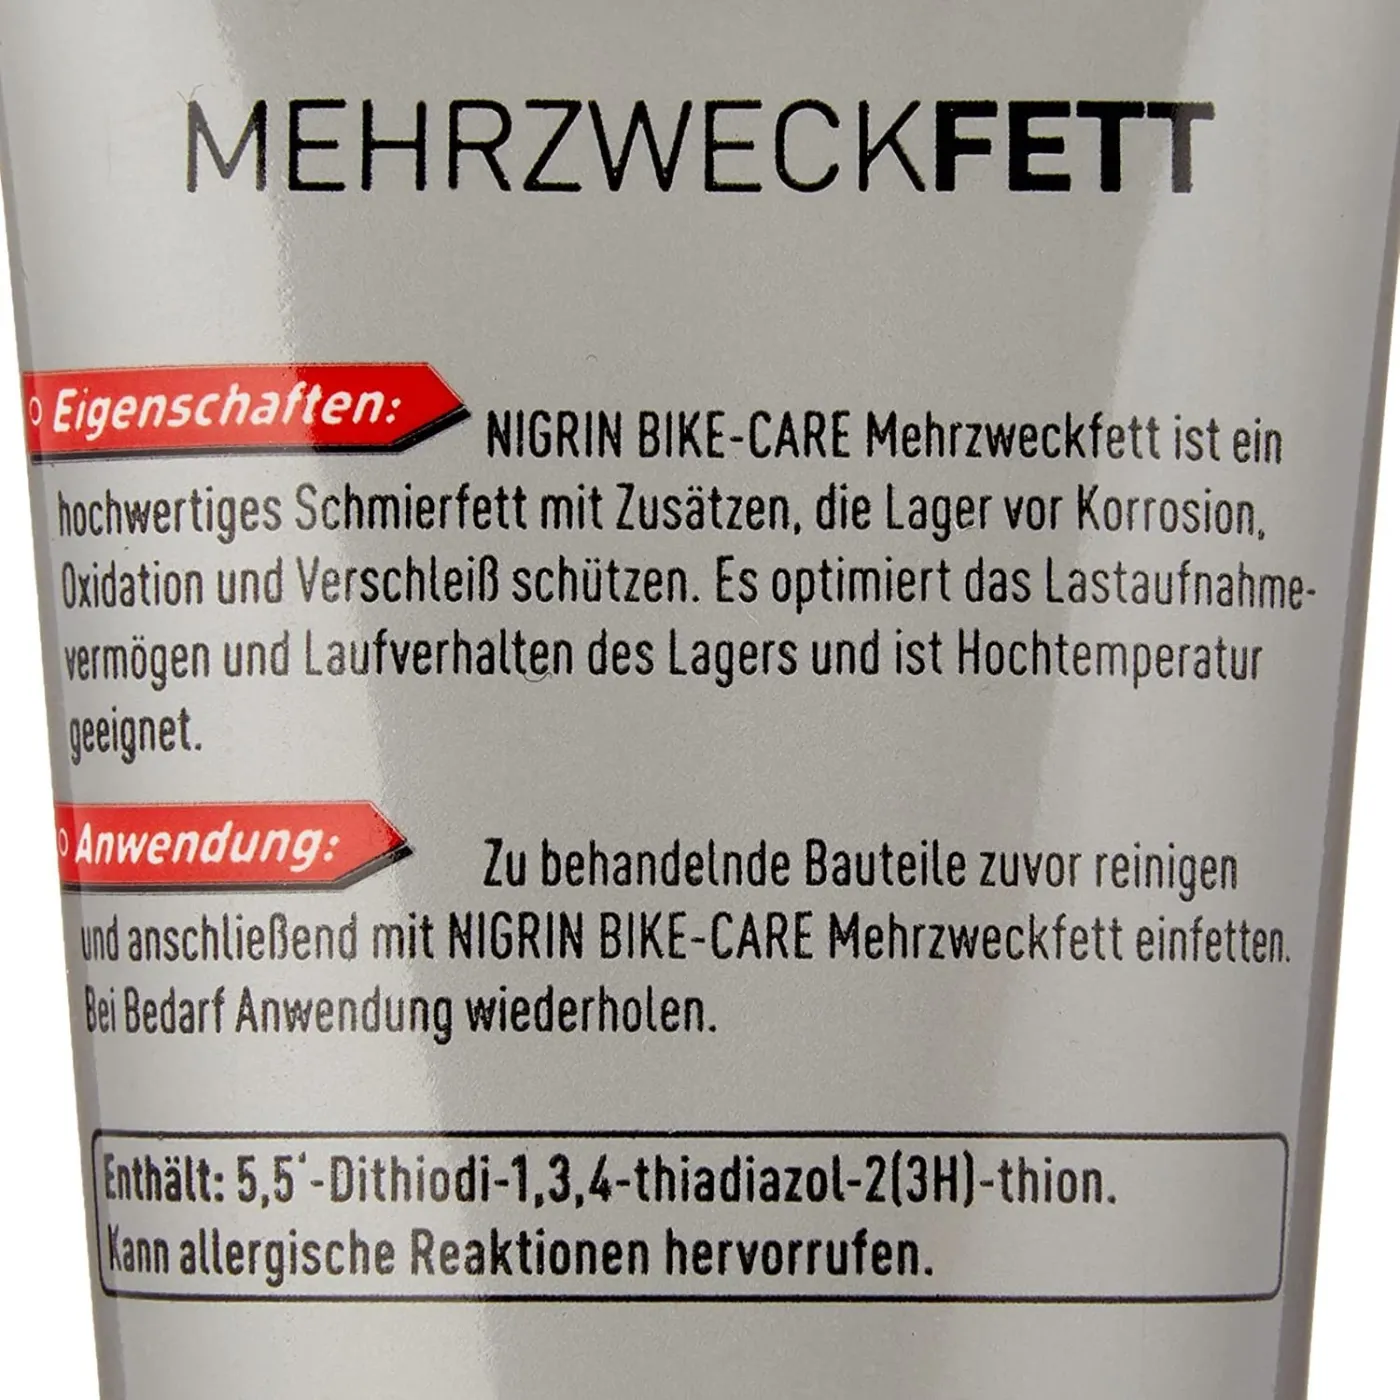 MEHRZWECKFETT
Eigenschaften: NIGRIN BIKE-CARE Mehrzweckfett ist ein
hochwertiges Schmierfett mit Zusätzen, die Lager vor Korrosion,
Oxidation und Verschleiß schützen. Es optimiert das Lastaufnahme-
vermögen und Laufverhalten des Lagers und ist Hochtemperatur
geeignet.
Anwendung: Zu behandelnde Bauteile zuvor reinigen
und anschließend mit NIGRIN BIKE-CARE Mehrzweckfett einfetten.
Bei Bedarf Anwendung wiederholen.
Enthält: 5,5‘-Dithiodi-1,3,4-thiadiazol-2(3H)-thion.
Kann allergische Reaktionen hervorrufen.